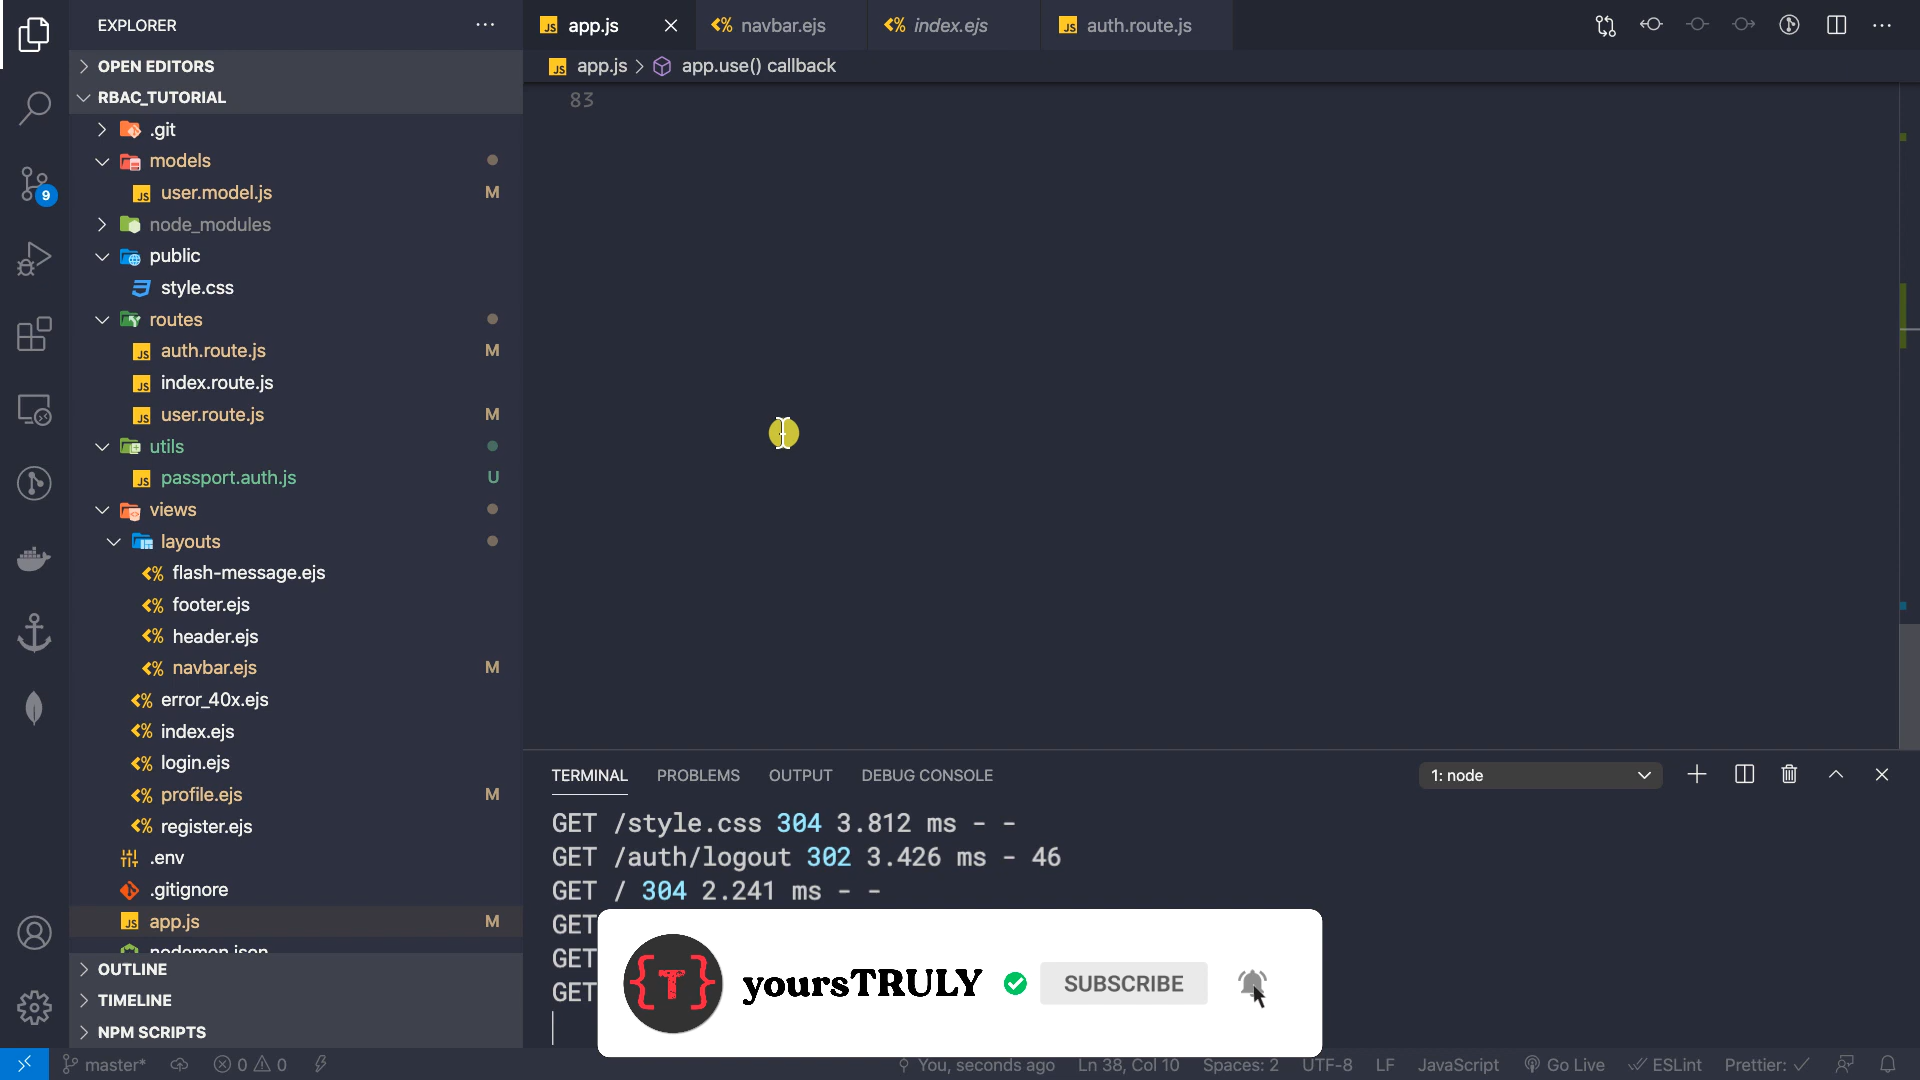 EXPLORER
OPEN EDITORS
RBAC_TUTORIAL
.git
models
user.model.js M
node_modules
public
style.css
routes
auth.route.js M
index.route.js
user.route.js M
utils
passport.auth.js U
views
layouts
flash-message.ejs
footer.ejs
header.ejs
navbar.ejs M
error_40x.ejs
index.ejs
login.ejs
profile.ejs M
register.ejs
.env
.gitignore
app.js M
nodemon.json
OUTLINE
TIMELINE
NPM SCRIPTS
9
app.js navbar.ejs index.ejs auth.route.js
app.js app.use() callback
83
TERMINAL PROBLEMS OUTPUT DEBUG CONSOLE 1: node
GET /style.css 304 3.812 ms - -
GET /auth/logout 302 3.426 ms - 46
GET / 304 2.241 ms - -
GET
GET
GET
{T} yoursTRULY SUBSCRIBE
master* 0 0 You, seconds ago Ln 38, Col 10 Spaces: 2 UTF-8 LF JavaScript Go Live ESLint Prettier: